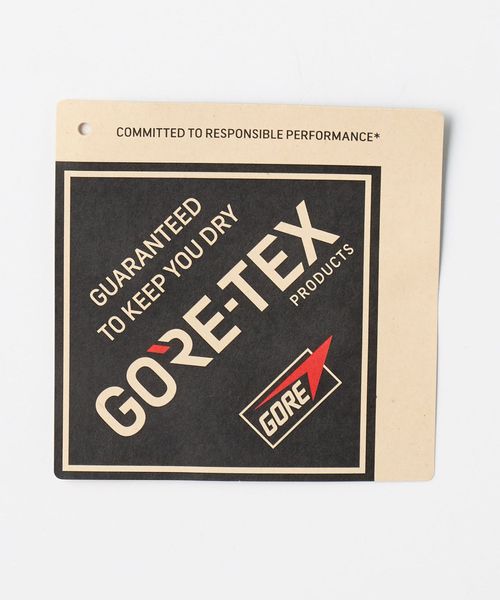 COMMITTED TO RESPONSIBLE PERFORMANCE*
GUARANTEED
TO KEEP YOU DRY
GORE-TEX
PRODUCTS
GORE